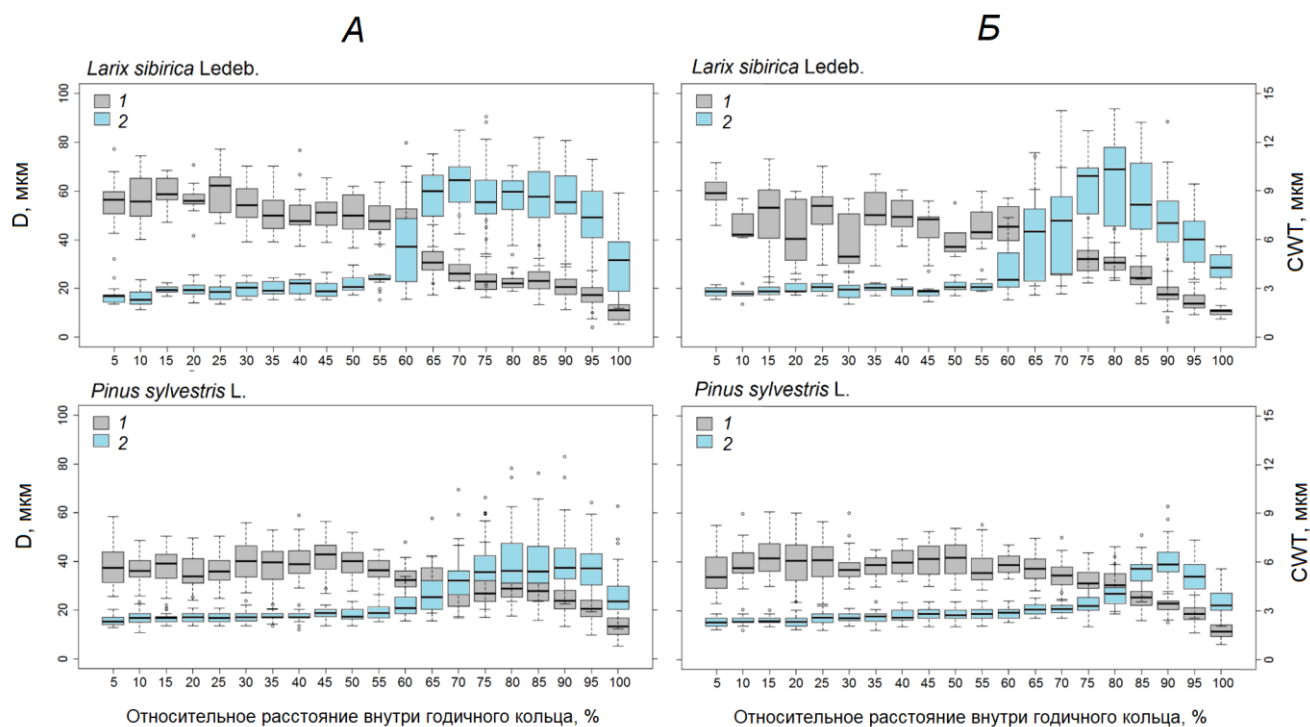 А
Б
Larix sibirica Ledeb.
Larix sibirica Ledeb.
1
2
1
2
D, мкм
0 20 40 60 80 100
CWT, мкм
0 3 6 9 12 15
5 10 15 20 25 30 35 40 45 50 55 60 65 70 75 80 85 90 95 100
5 10 15 20 25 30 35 40 45 50 55 60 65 70 75 80 85 90 95 100
Pinus sylvestris L.
Pinus sylvestris L.
1
2
1
2
D, мкм
0 20 40 60 80 100
CWT, мкм
0 3 6 9 12 15
5 10 15 20 25 30 35 40 45 50 55 60 65 70 75 80 85 90 95 100
5 10 15 20 25 30 35 40 45 50 55 60 65 70 75 80 85 90 95 100
Относительное расстояние внутри годичного кольца, %
Относительное расстояние внутри годичного кольца, %